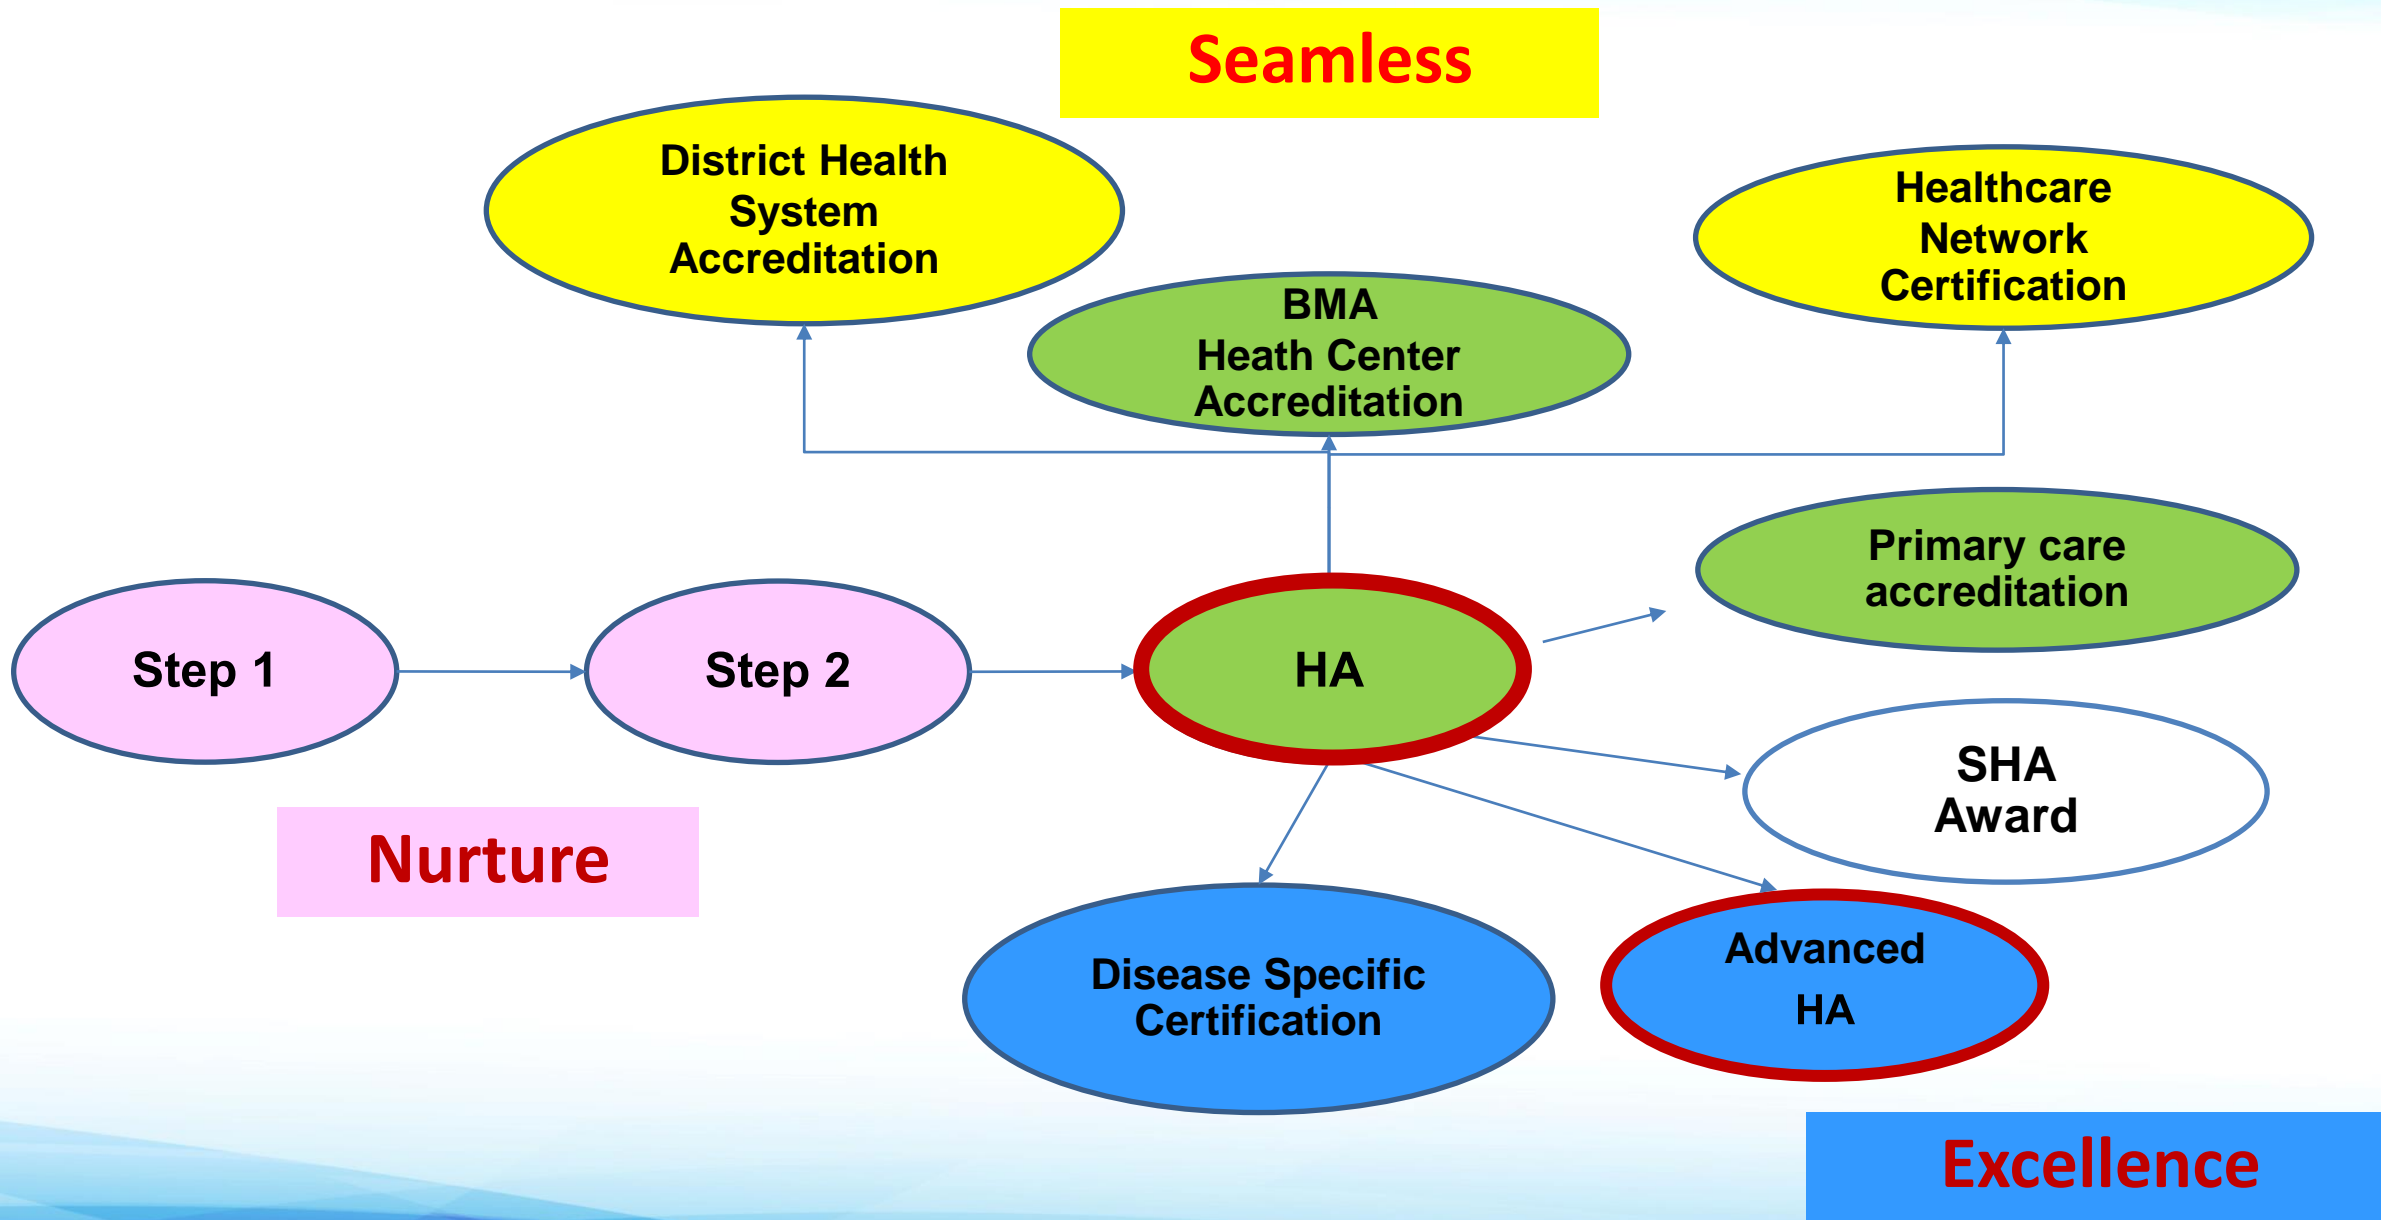 Seamless
District Health
System
Accreditation
Healthcare
Network
Certification
BMA
Heath Center
Accreditation
Primary care
accreditation
Step 1
Step 2
HA
SHA
Award
Nurture
Disease Specific
Certification
Advanced
HA
Excellence